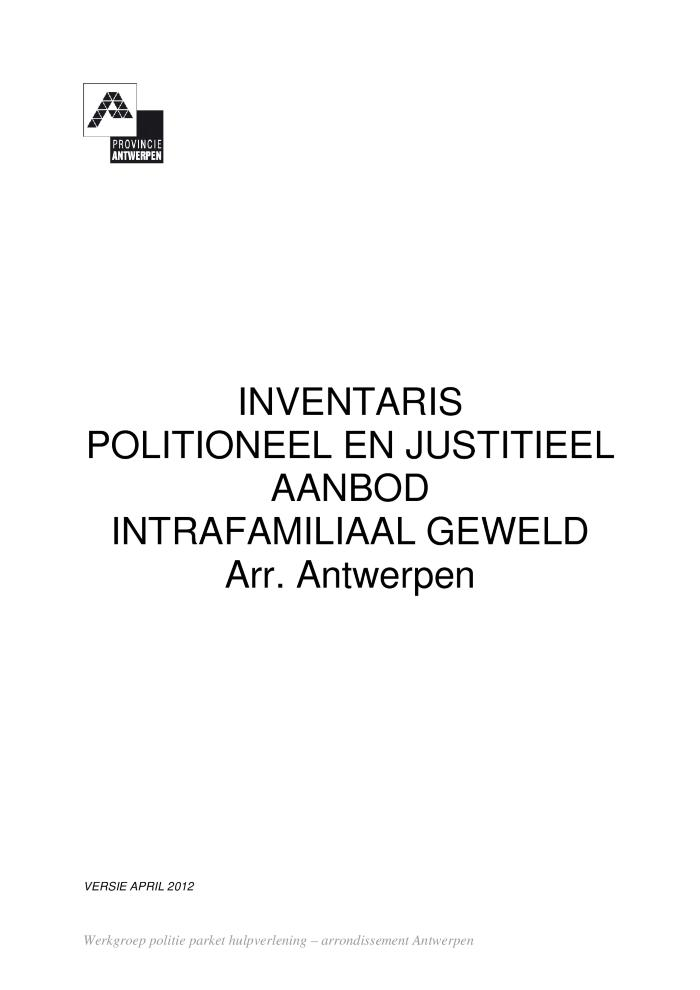 PROVINCIE
ANTWERPEN
INVENTARIS
POLITIONEEL EN JUSTITIEEL
AANBOD
INTRAFAMILIAAL GEWELD
Arr. Antwerpen
VERSIE APRIL 2012
Werkgroep politie parket hulpverlening – arrondissement Antwerpen